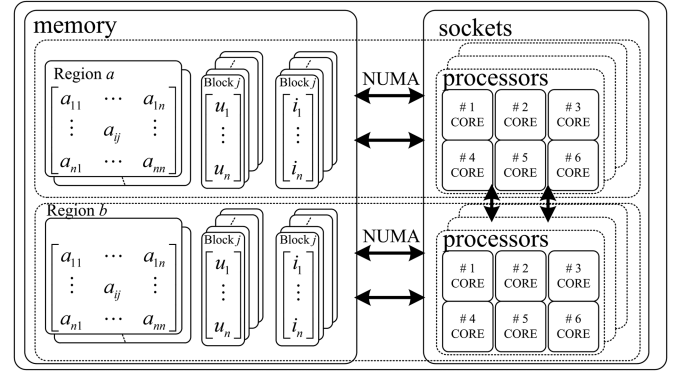 memory
sockets
Region a
Block j
Block j
NUMA
processors
a11 ⋯ a1n
⋮ aij ⋮
an1 ⋯ ann
u1
⋮
un
i1
⋮
in
# 1 CORE
# 2 CORE
# 3 CORE
# 4 CORE
# 5 CORE
# 6 CORE
Region b
Block j
Block j
NUMA
processors
a11 ⋯ a1n
⋮ aij ⋮
an1 ⋯ ann
u1
⋮
un
i1
⋮
in
# 1 CORE
# 2 CORE
# 3 CORE
# 4 CORE
# 5 CORE
# 6 CORE